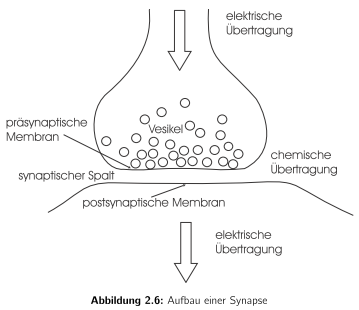 elektrische
Übertragung
präsynaptische
Membran
Vesikel
chemische
Übertragung
synaptischer Spalt
postsynaptische Membran
elektrische
Übertragung
Abbildung 2.6: Aufbau einer Synapse